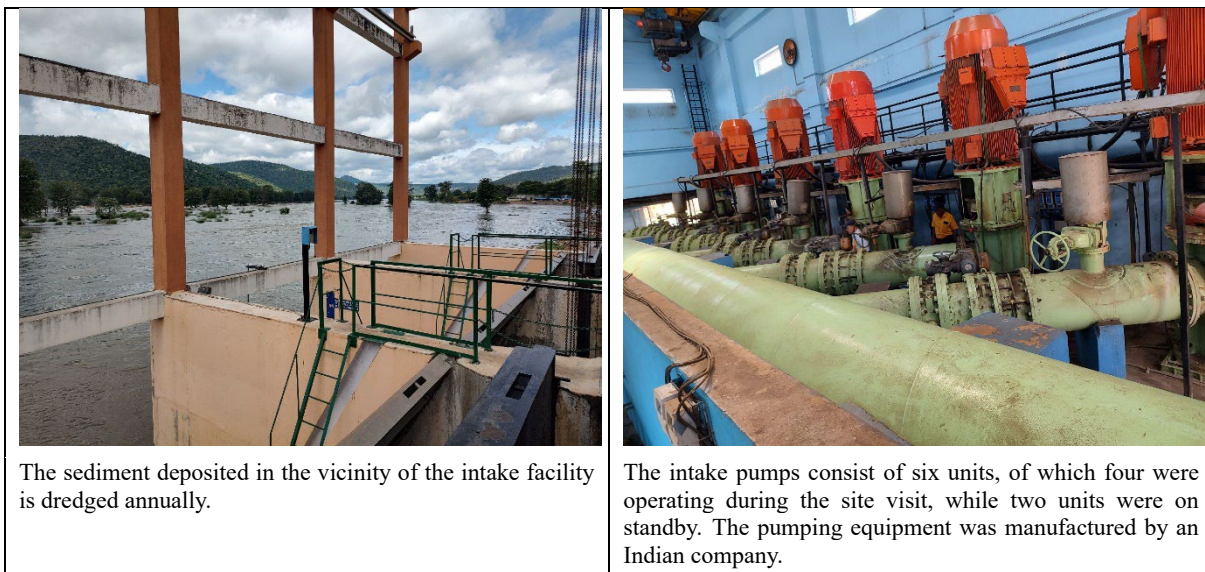 The sediment deposited in the vicinity of the intake facility
is dredged annually.
The intake pumps consist of six units, of which four were
operating during the site visit, while two units were on
standby. The pumping equipment was manufactured by an
Indian company.